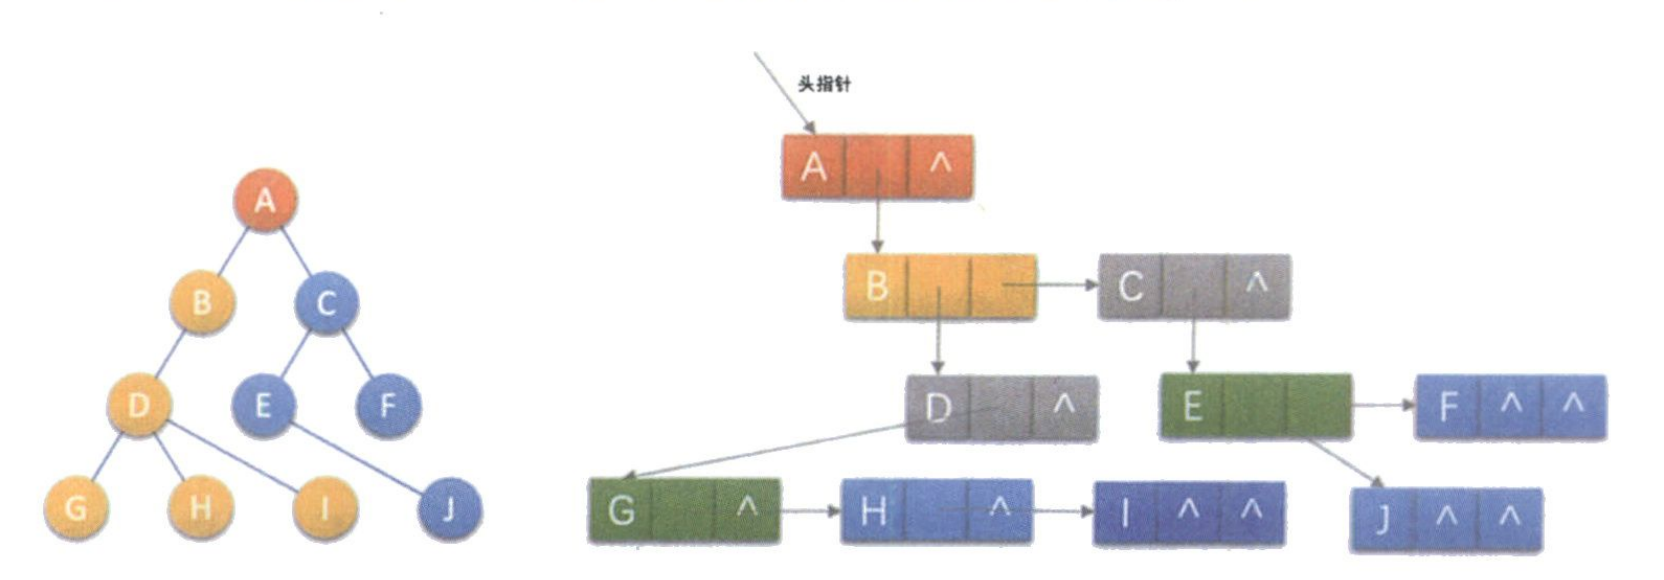 头指针
A ^
A
B C ^
B C
D ^ E F ^ ^
D E F
G ^ H ^ I ^ ^ J ^ ^
G H I J